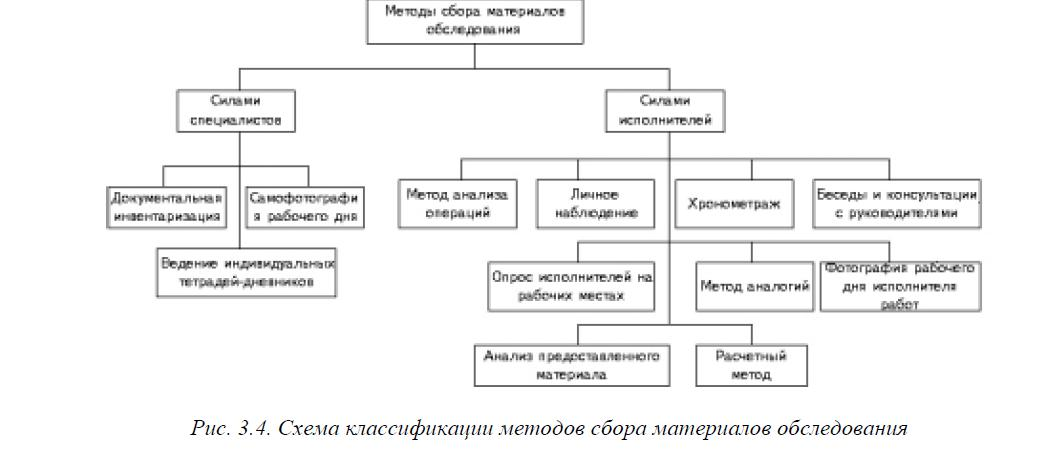 Методы сбора материалов
обследования
Силами
специалистов
Силами
исполнителей
Документальная
инвентаризация
Самофотографи
я рабочего дня
Метод анализа
операций
Личное
наблюдение
Хронометраж
Беседы и консультации
с руководителями
Ведение индивидуальных
тетрадей-дневников
Опрос исполнителей на
рабочих местах
Метод аналогий
Фотография рабочего
дня исполнителя
работ
Анализ предоставленного
материала
Расчетный
метод
Рис. 3.4. Схема классификации методов сбора материалов обследования